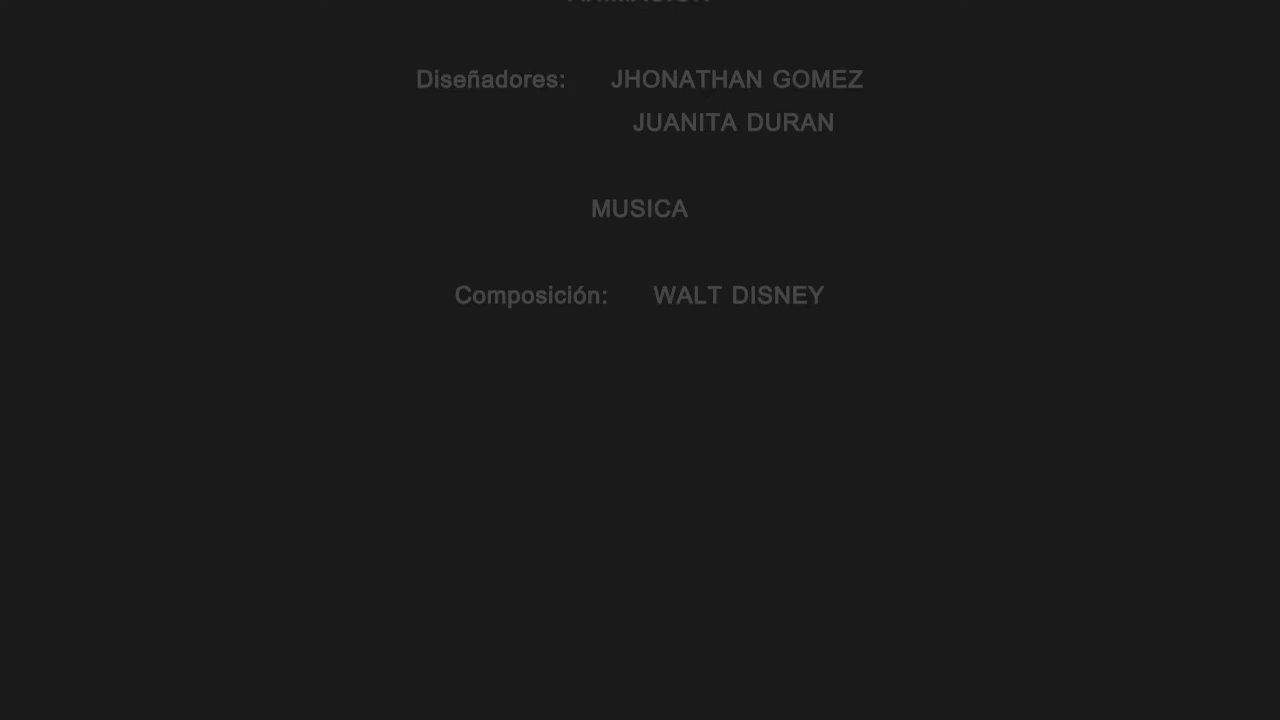 Diseñadores: JHONATHAN GOMEZ
JUANITA DURAN
MUSICA
Composición: WALT DISNEY